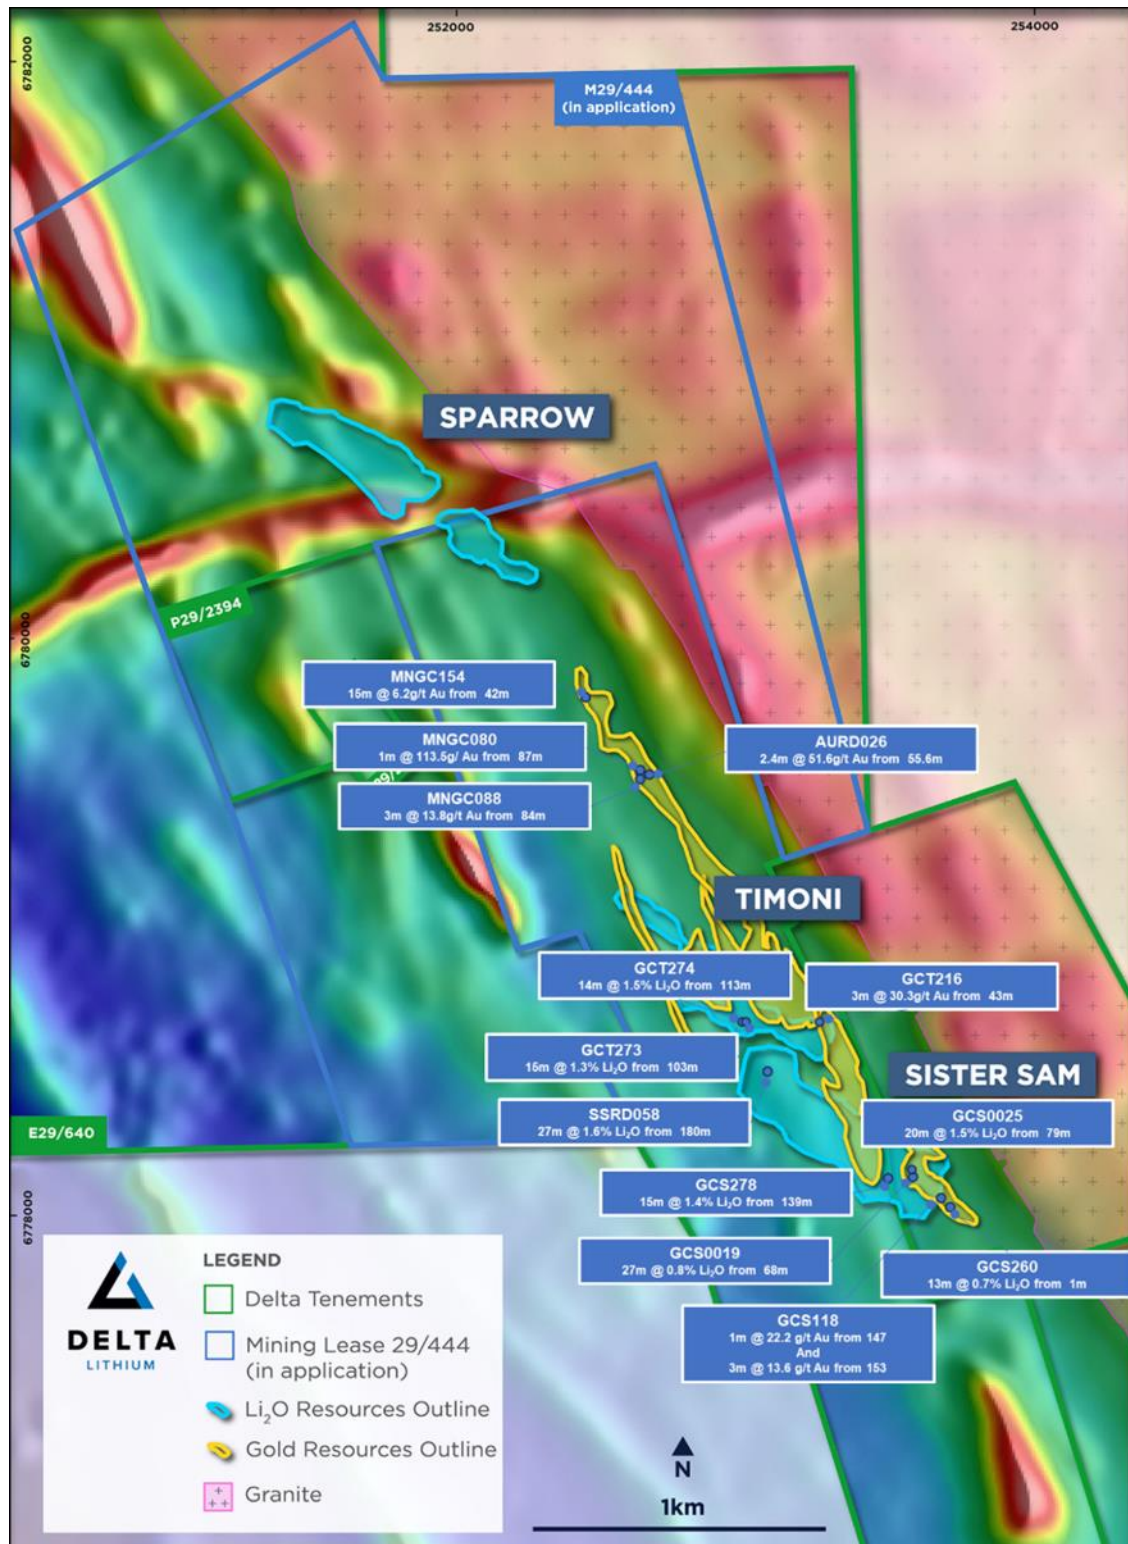 252000
254000
6782000
M29/444
(in application)
SPARROW
P29/2394
6780000
MNGC154
15m @ 6.2g/t Au from 42m
MNGC080
1m @ 113.5g/ Au from 87m
AURD026
2.4m @ 51.6g/t Au from 55.6m
MNGC088
3m @ 13.8g/t Au from 84m
TIMONI
GCT274
14m @ 1.5% Li₂O from 113m
GCT216
3m @ 30.3g/t Au from 43m
GCT273
15m @ 1.3% Li₂O from 103m
SISTER SAM
SSRD058
27m @ 1.6% Li₂O from 180m
GCS0025
20m @ 1.5% Li₂O from 79m
E29/640
GCS278
15m @ 1.4% Li₂O from 139m
6778000
GCS0019
27m @ 0.8% Li₂O from 68m
GCS260
13m @ 0.7% Li₂O from 1m
GCS118
1m @ 22.2 g/t Au from 147
And
3m @ 13.6 g/t Au from 153
DELTA
LITHIUM
LEGEND
Delta Tenements
Mining Lease 29/444
(in application)
Li₂O Resources Outline
Gold Resources Outline
Granite
N
1km